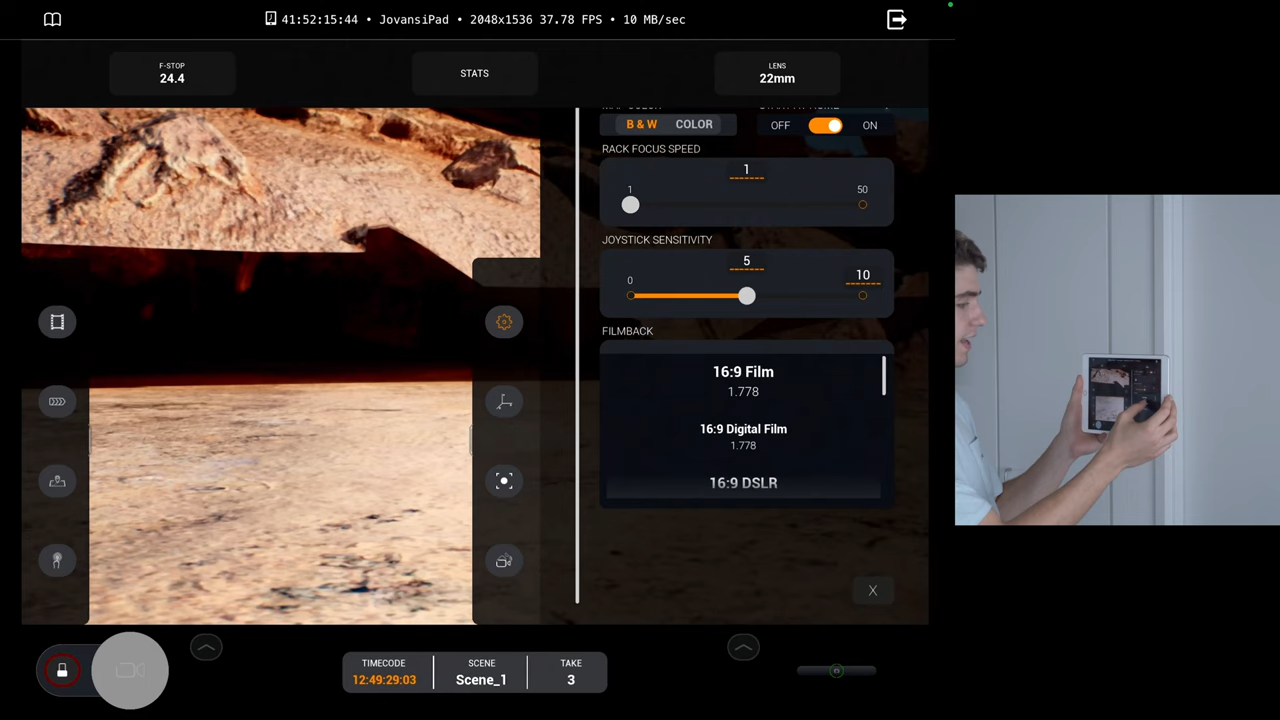 41:52:15:44 • JovansiPad • 2048x1536 37.78 FPS • 10 MB/sec
F-STOP
24.4
STATS
LENS
22mm
B & W COLOR
OFF ON
RACK FOCUS SPEED
1
1 50
JOYSTICK SENSITIVITY
5
0 10
FILMBACK
16:9 Film
1.778
16:9 Digital Film
1.778
16:9 DSLR
X
TIMECODE SCENE TAKE
12:49:29:03 Scene_1 3